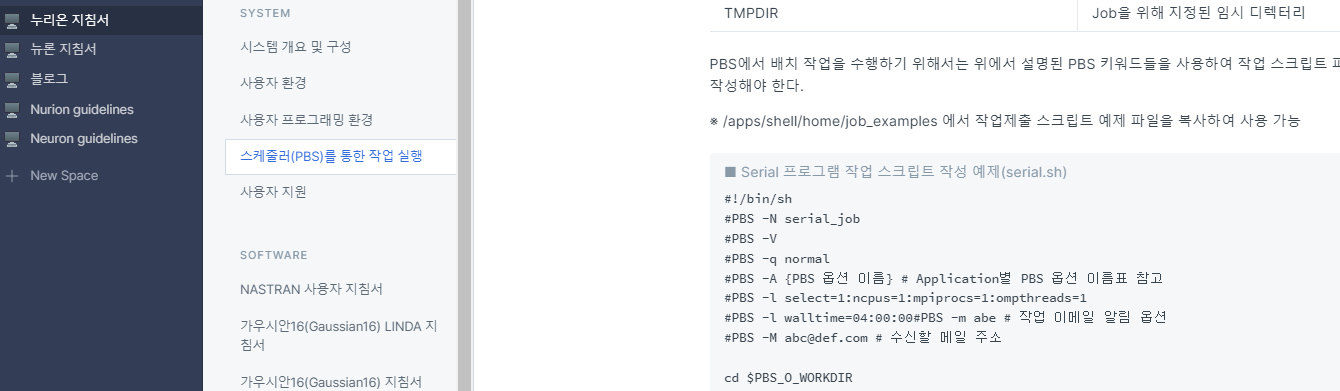 누리온 지침서
뉴론 지침서
블로그
Nurion guidelines
Neuron guidelines
New Space
SYSTEM
시스템 개요 및 구성
사용자 환경
사용자 프로그래밍 환경
스케줄러(PBS)를 통한 작업 실행
사용자 지원
SOFTWARE
NASTRAN 사용자 지침서
가우시안16(Gaussian16) LINDA 지
침서
가우시안16(Gaussian16) 지침서
TMPDIR
Job을 위해 지정된 임시 디렉터리
PBS에서 배치 작업을 수행하기 위해서는 위에서 설명된 PBS 키워드들을 사용하여 작업 스크립트
작성해야 한다.
※ /apps/shell/home/job_examples 에서 작업제출 스크립트 예제 파일을 복사하여 사용 가능
■ Serial 프로그램 작업 스크립트 작성 예제(serial.sh)
#!/bin/sh
#PBS -N serial_job
#PBS -V
#PBS -q normal
#PBS -A {PBS 옵션 이름} # Application별 PBS 옵션 이름표 참고
#PBS -l select=1:ncpus=1:mpiprocs=1:ompthreads=1
#PBS -l walltime=04:00:00#PBS -m abe # 작업 이메일 알림 옵션
#PBS -M abc@def.com # 수신할 메일 주소
cd $PBS_O_WORKDIR